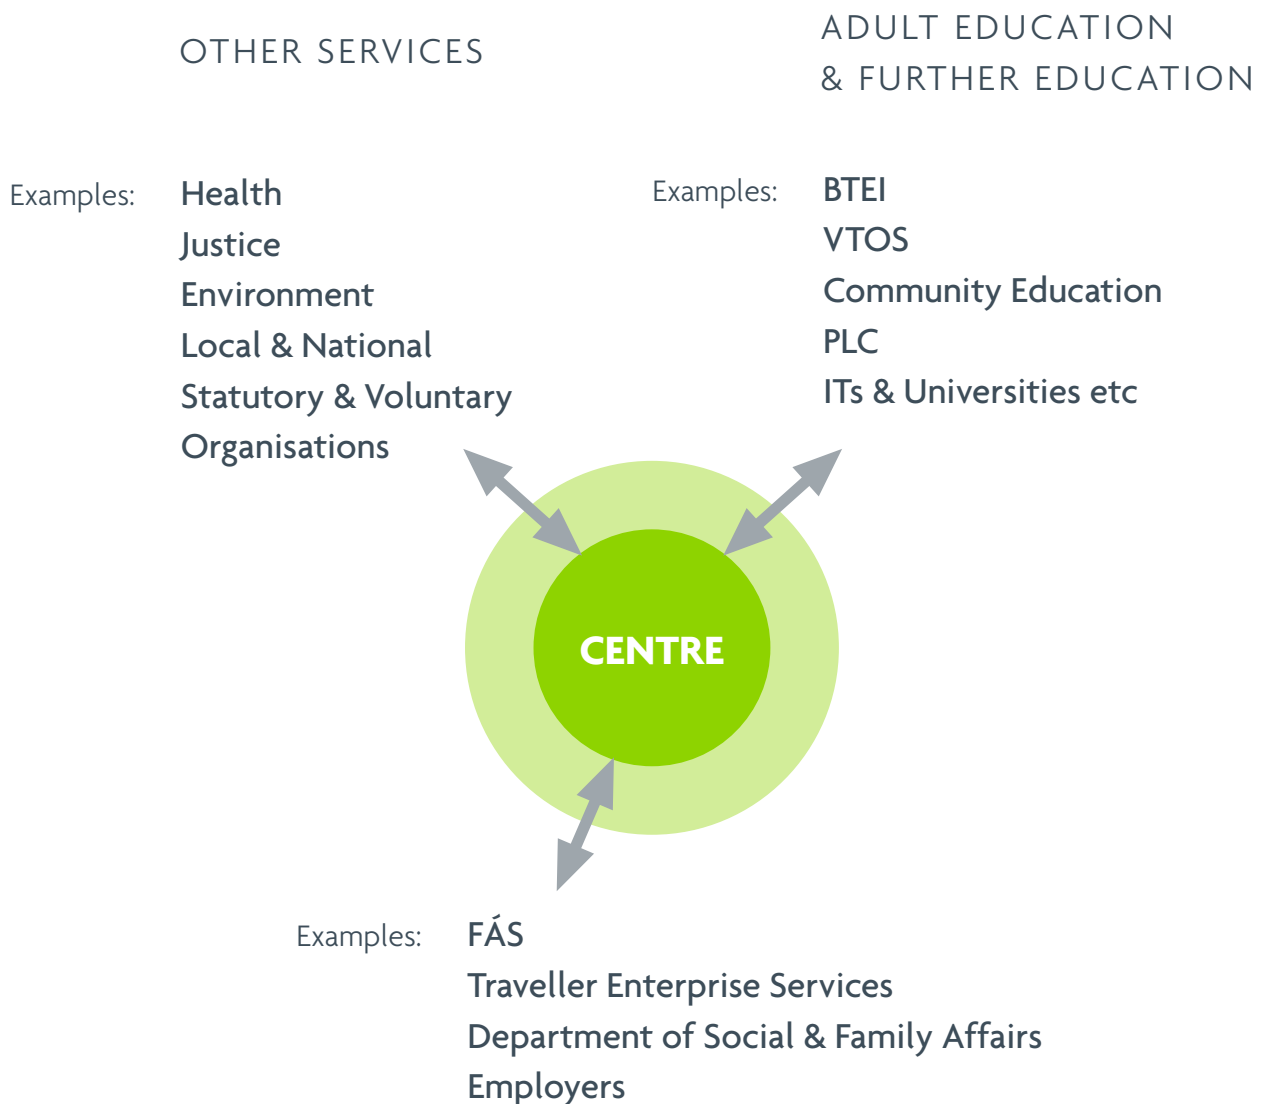 OTHER SERVICES
Examples:
Health
Justice
Environment
Local & National
Statutory & Voluntary
Organisations
ADULT EDUCATION
& FURTHER EDUCATION
Examples:
BTEI
VTOS
Community Education
PLC
ITs & Universities etc
CENTRE
Examples:
FÁS
Traveller Enterprise Services
Department of Social & Family Affairs
Employers